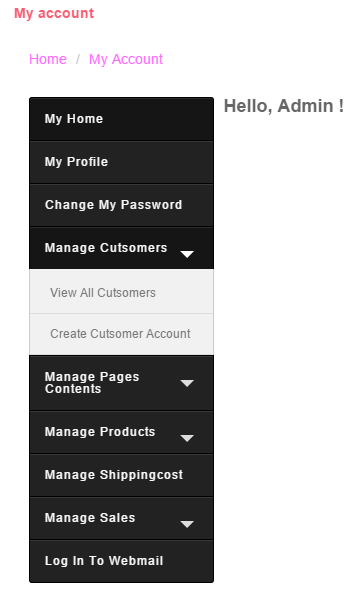 My account
Home / My Account
Hello, Admin !
My Home
My Profile
Change My Password
Manage Cutsomers
View All Cutsomers
Create Cutsomer Account
Manage Pages
Contents
Manage Products
Manage Shippingcost
Manage Sales
Log In To Webmail